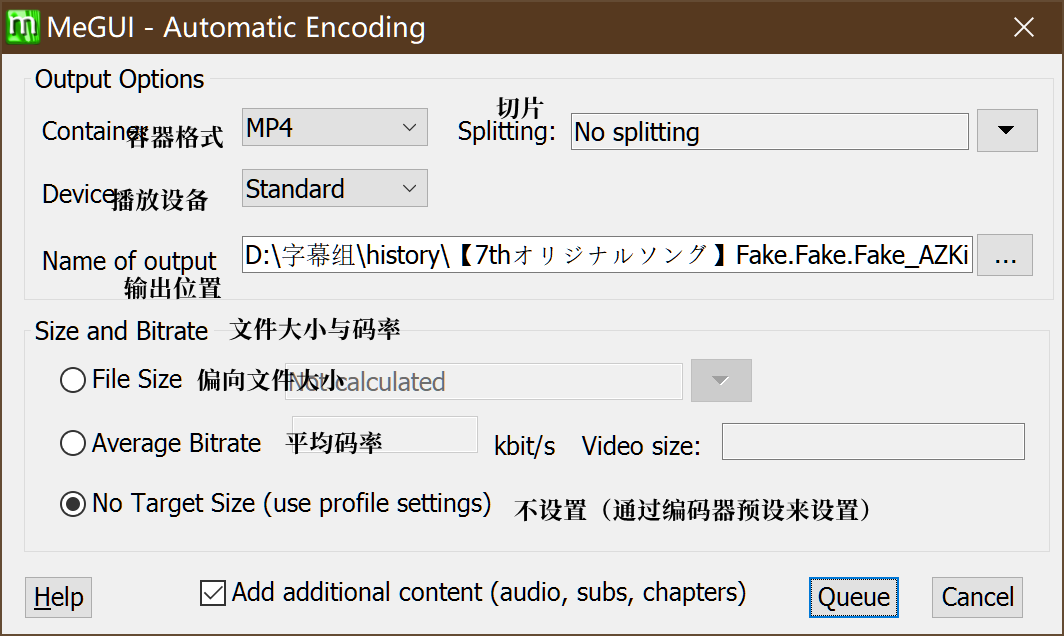 MeGUI - Automatic Encoding
Output Options
Container 容器格式 MP4 切片 Splitting: No splitting
Device 播放设备 Standard
Name of output D:\字幕组\history\【7thオリジナルソング】Fake.Fake.Fake_AZKi ...
输出位置
Size and Bitrate 文件大小与码率
File Size 偏向文件大小 Not calculated
Average Bitrate 平均码率 kbit/s Video size:
No Target Size (use profile settings) 不设置（通过编码器预设来设置）
Help Add additional content (audio, subs, chapters) Queue Cancel